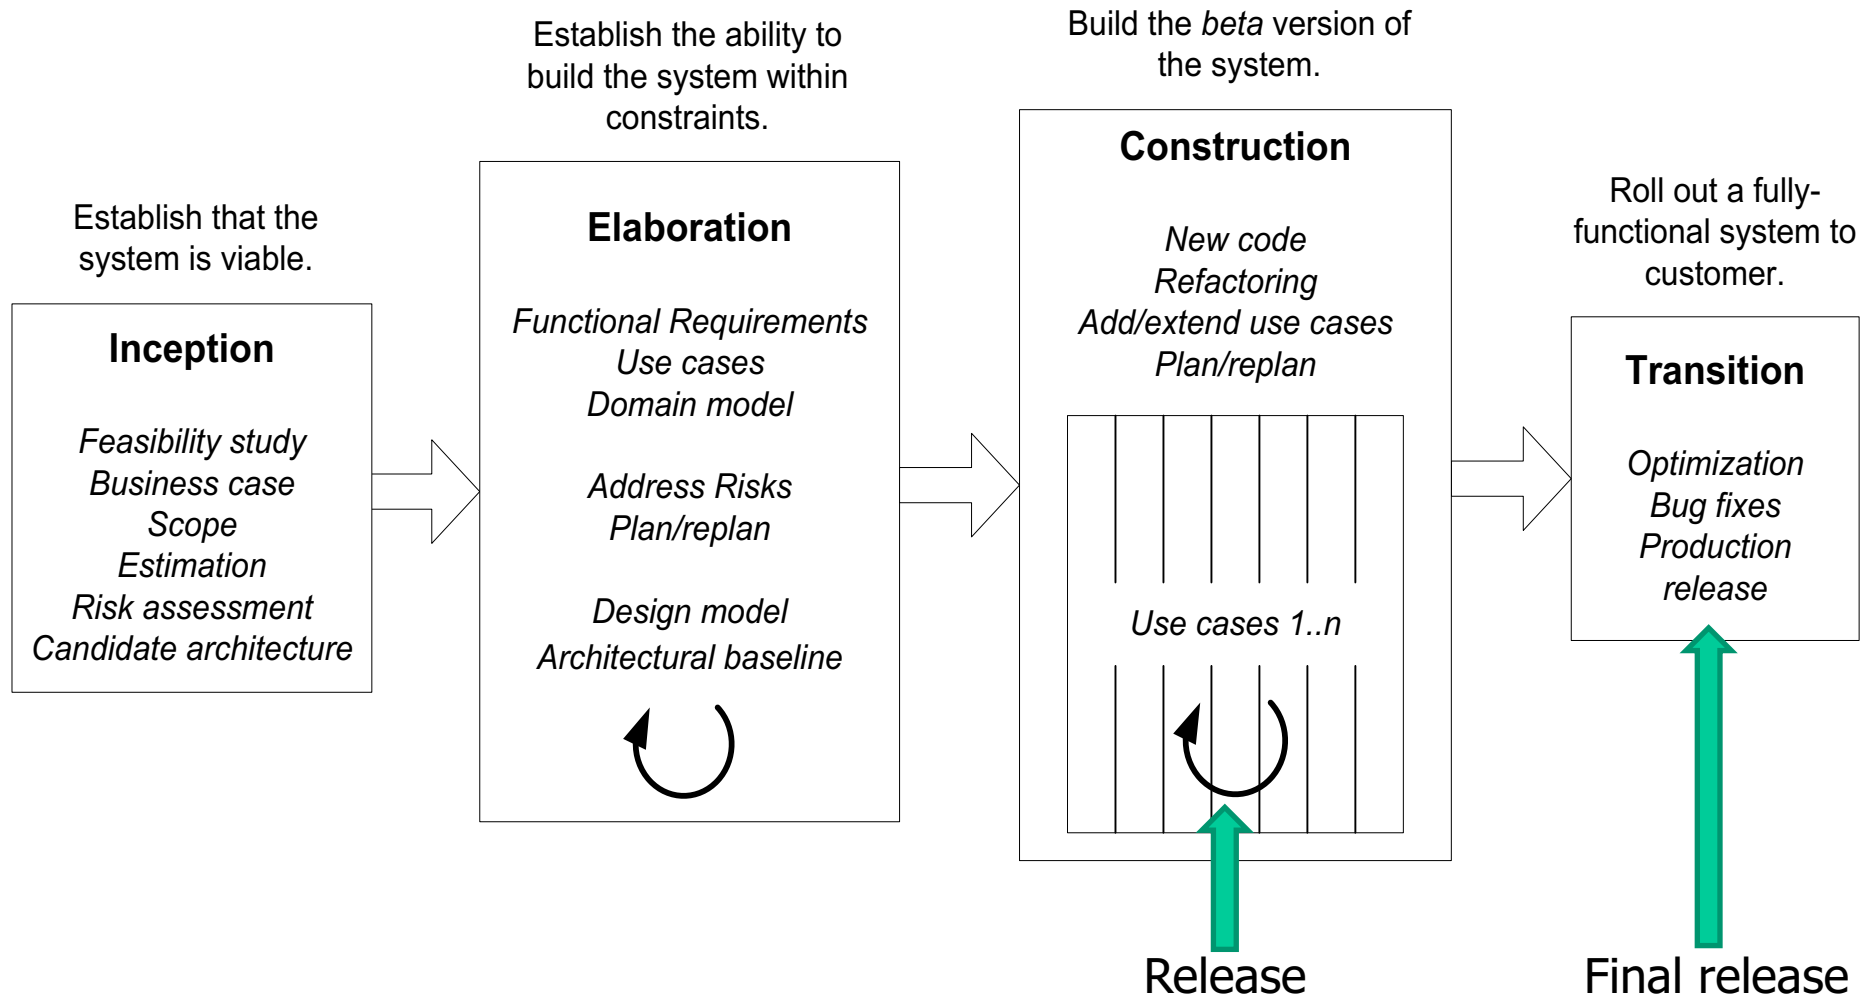 Establish that the
system is viable.
Inception
Feasibility study
Business case
Scope
Estimation
Risk assessment
Candidate architecture
Establish the ability to
build the system within
constraints.
Elaboration
Functional Requirements
Use cases
Domain model
Address Risks
Plan/replan
Design model
Architectural baseline
Build the beta version of
the system.
Construction
New code
Refactoring
Add/extend use cases
Plan/replan
Use cases 1..n
Release
Roll out a fully-
functional system to
customer.
Transition
Optimization
Bug fixes
Production
release
Final release